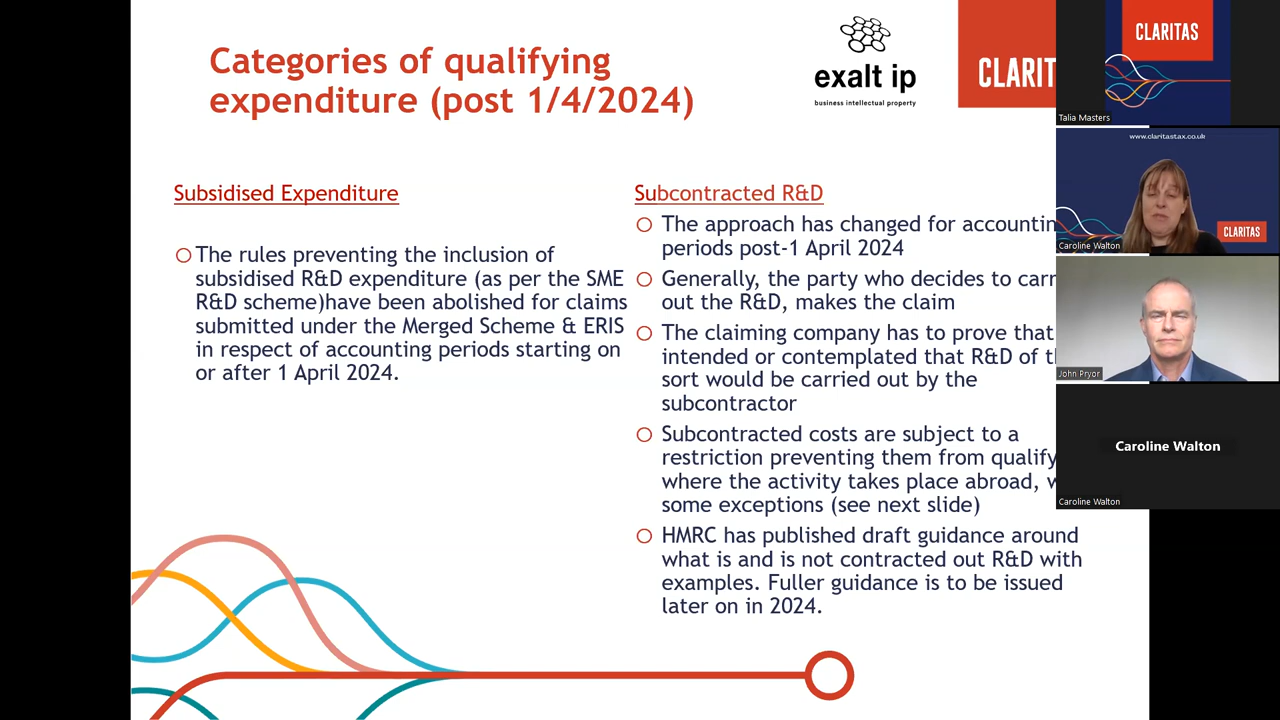 Categories of qualifying
expenditure (post 1/4/2024)
exalt ip
business intellectual property
CLARIT
Subsidised Expenditure
The rules preventing the inclusion of
subsidised R&D expenditure (as per the SME
R&D scheme)have been abolished for claims
submitted under the Merged Scheme & ERIS
in respect of accounting periods starting on
or after 1 April 2024.
Subcontracted R&D
The approach has changed for accountin
periods post-1 April 2024
Generally, the party who decides to carr
out the R&D, makes the claim
The claiming company has to prove that
intended or contemplated that R&D of t
sort would be carried out by the
subcontractor
Subcontracted costs are subject to a
restriction preventing them from qualify
where the activity takes place abroad, w
some exceptions (see next slide)
HMRC has published draft guidance around
what is and is not contracted out R&D with
examples. Fuller guidance is to be issued
later on in 2024.
CLARITAS
Talia Masters
www.claritastax.co.uk
CLARITAS
Caroline Walton
John Pryor
Caroline Walton
Caroline Walton